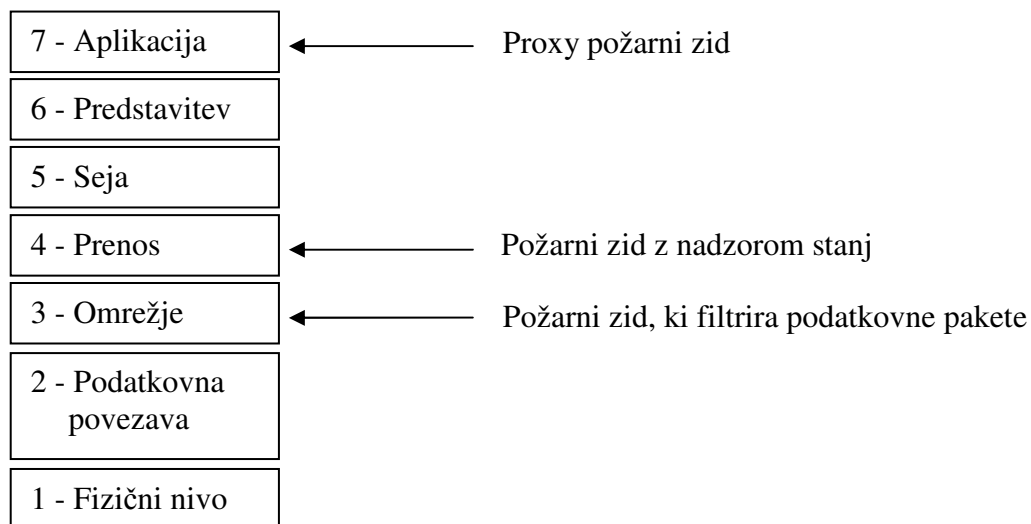 7 - Aplikacija
Proxy požarni zid
6 - Predstavitev
5 - Seja
4 - Prenos
Požarni zid z nadzorom stanj
3 - Omrežje
Požarni zid, ki filtrira podatkovne pakete
2 - Podatkovna
povezava
1 - Fizični nivo